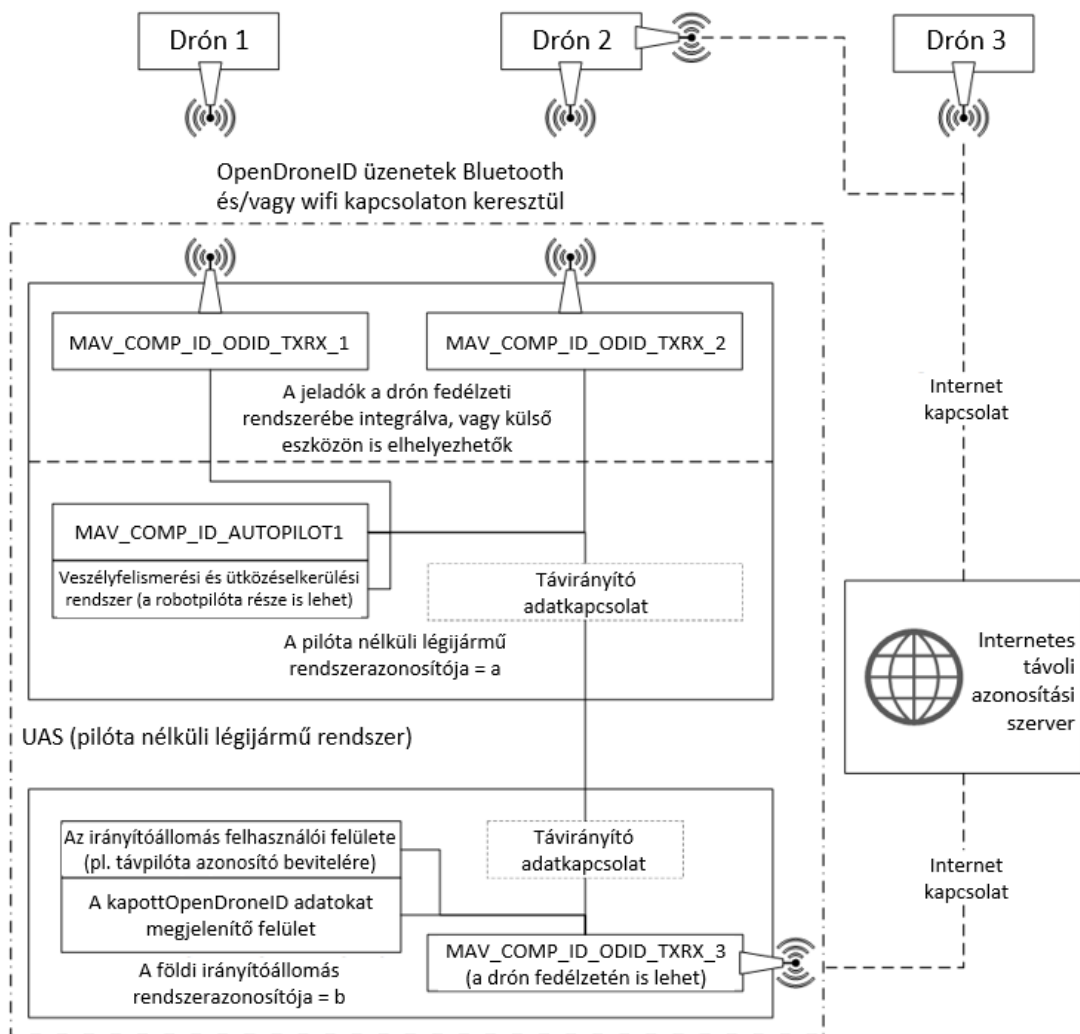 Drón 1
Drón 2
Drón 3
OpenDroneID üzenetek Bluetooth
és/vagy wifi kapcsolaton keresztül
MAV_COMP_ID_ODID_TXRX_1
MAV_COMP_ID_ODID_TXRX_2
A jeladók a drón fedélzeti
rendszerébe integrálva, vagy külső
eszközön is elhelyezhetők
Internet
kapcsolat
MAV_COMP_ID_AUTOPILOT1
Veszélyfelismerési és ütközéselkerülési
rendszer (a robotpilóta része is lehet)
Távirányító
adatkapcsolat
A pilóta nélküli légijármű
rendszerazonosítója = a
Internetes
távoli
azonosítási
szerver
UAS (pilóta nélküli légijármű rendszer)
Az irányítóállomás felhasználói felülete
(pl. távpilóta azonosító bevitelére)
Távirányító
adatkapcsolat
A kapottOpenDroneID adatokat
megjelenítő felület
Internet
kapcsolat
MAV_COMP_ID_ODID_TXRX_3
(a drón fedélzetén is lehet)
A földi irányítóállomás
rendszerazonosítója = b